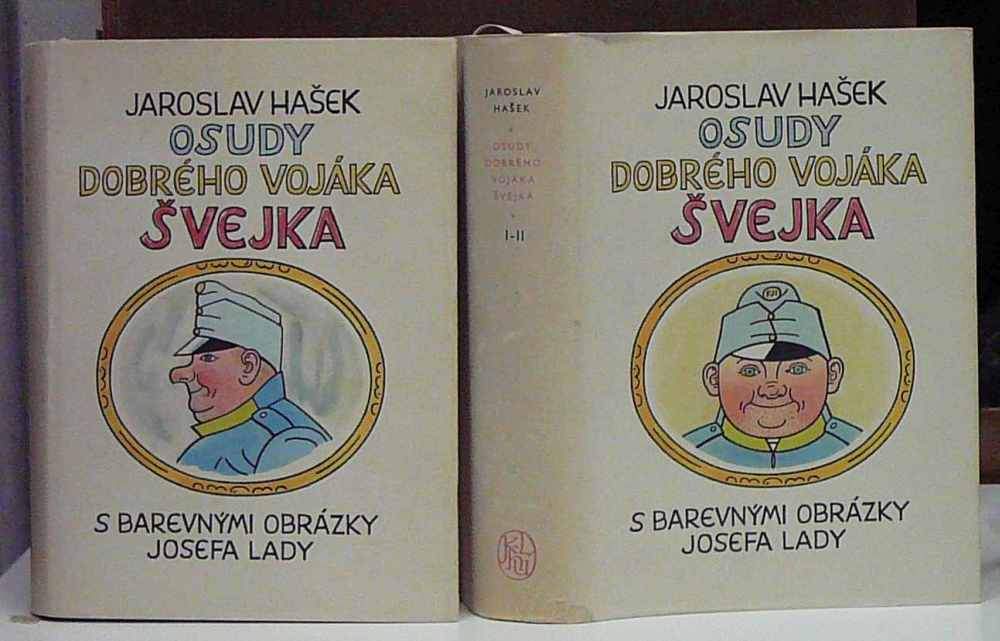 JAROSLAV HAŠEK
OSUDY
DOBRÉHO VOJÁKA
ŠVEJKA
S BAREVNÝMI OBRÁZKY
JOSEFA LADY
JAROSLAV
HAŠEK
OSUDY
DOBRÉHO
VOJÁKA
ŠVEJKA
I-II
JAROSLAV HAŠEK
OSUDY
DOBRÉHO VOJÁKA
ŠVEJKA
S BAREVNÝMI OBRÁZKY
JOSEFA LADY